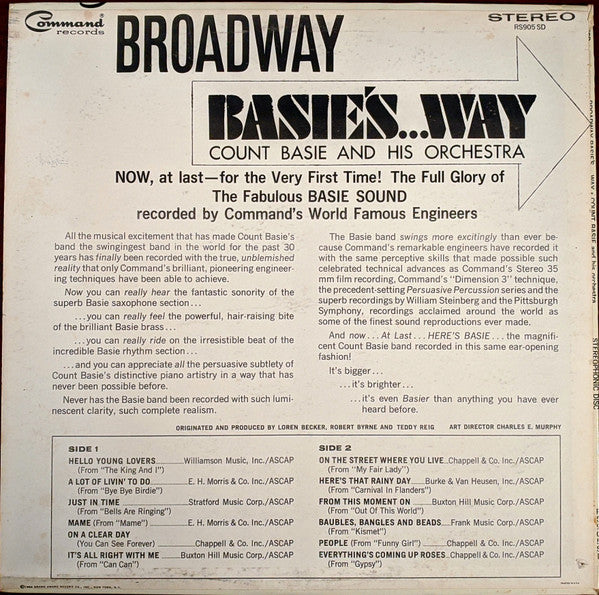 Command
records
STEREO
RS905 SD
BROADWAY
BASIE'S...WAY
COUNT BASIE AND HIS ORCHESTRA
NOW, at last—for the Very First Time! The Full Glory of
The Fabulous BASIE SOUND
recorded by Command's World Famous Engineers
All the musical excitement that has made Count Basie's
band the swingingest band in the world for the past 30
years has finally been recorded with the true, unblemished
reality that only Command's brilliant, pioneering engineer-
ing techniques have been able to achieve.
Now you can really hear the fantastic sonority of the
superb Basie saxophone section...
...you can really feel the powerful, hair-raising bite
of the brilliant Basie brass...
...you can really ride on the irresistible beat of the
incredible Basie rhythm section...
...and you can appreciate all the persuasive subtlety of
Count Basie's distinctive piano artistry in a way that has
never been possible before.
Never has the Basie band been recorded with such lumi-
nescent clarity, such complete realism.
The Basie band swings more excitingly than ever be-
cause Command's remarkable engineers have recorded it
with the same perceptive skills that made possible such
celebrated technical advances as Command's Stereo 35
mm film recording, Command's "Dimension 3" technique,
the precedent-setting Persuasive Percussion series and the
superb recordings by William Steinberg and the Pittsburgh
Symphony, recordings acclaimed around the world as
some of the finest sound reproductions ever made.
And now...At Last...HERE'S BASIE...the magnifi-
cent Count Basie band recorded in this same ear-opening
fashion!
It's bigger...
...it's brighter...
...it's even Basier than anything you have ever
heard before.
ORIGINATED AND PRODUCED BY LOREN BECKER, ROBERT BYRNE AND TEDDY REIG ART DIRECTOR CHARLES E. MURPHY
SIDE 1
HELLO YOUNG LOVERS Williamson Music, Inc./ASCAP
(From "The King And I")
A LOT OF LIVIN' TO DO E. H. Morris & Co. Inc./ASCAP
(From "Bye Bye Birdie")
JUST IN TIME Stratford Music Corp./ASCAP
(From "Bells Are Ringing")
MAME (From "Mame") E. H. Morris & Co. Inc./ASCAP
ON A CLEAR DAY
(You Can See Forever) Chappell & Co. Inc./ASCAP
IT'S ALL RIGHT WITH ME Buxton Hill Music Corp./ASCAP
(From "Can Can")
SIDE 2
ON THE STREET WHERE YOU LIVE Chappell & Co. Inc./ASCAP
(From "My Fair Lady")
HERE'S THAT RAINY DAY Burke & Van Heusen, Inc./ASCAP
(From "Carnival In Flanders")
FROM THIS MOMENT ON Buxton Hill Music Corp./ASCAP
(From "Out Of This World")
BAUBLES, BANGLES AND BEADS Frank Music Corp./ASCAP
(From "Kismet")
PEOPLE (From "Funny Girl") Chappell & Co. Inc./ASCAP
EVERYTHING'S COMING UP ROSES Chappell & Co. Inc./ASCAP
(From "Gypsy")
BROADWAY BASIE'S...WAY • COUNT BASIE and his orchestra
STEREOPHONIC DISC